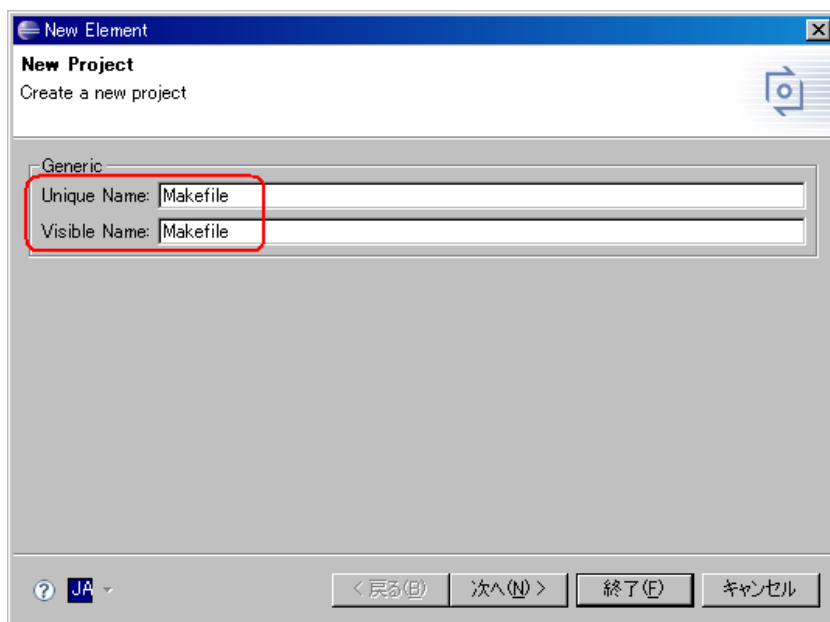 New Element
New Project
Create a new project
Generic
Unique Name: Makefile
Visible Name: Makefile
JA
< 戻る(B) 次へ(N) > 終了(F) キャンセル